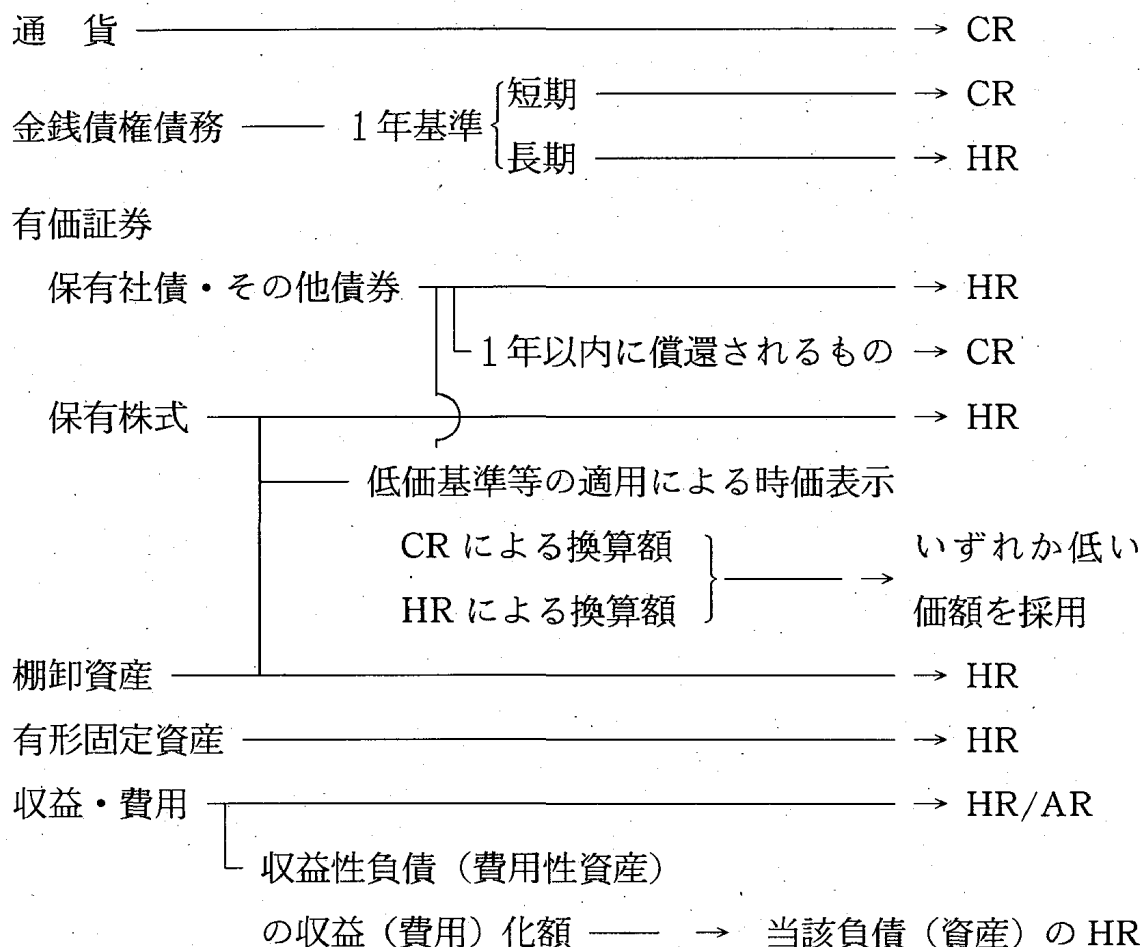 通 貨 → CR
金銭債権債務 1年基準 短期 → CR
長期 → HR
有価証券
保有社債・その他債券 → HR
1年以内に償還されるもの → CR
保有株式 → HR
低価基準等の適用による時価表示
CR による換算額 → いずれか低い
HR による換算額 価額を採用
棚卸資産 → HR
有形固定資産 → HR
収益・費用 → HR/AR
収益性負債（費用性資産）
の収益（費用）化額 → 当該負債（資産）の HR